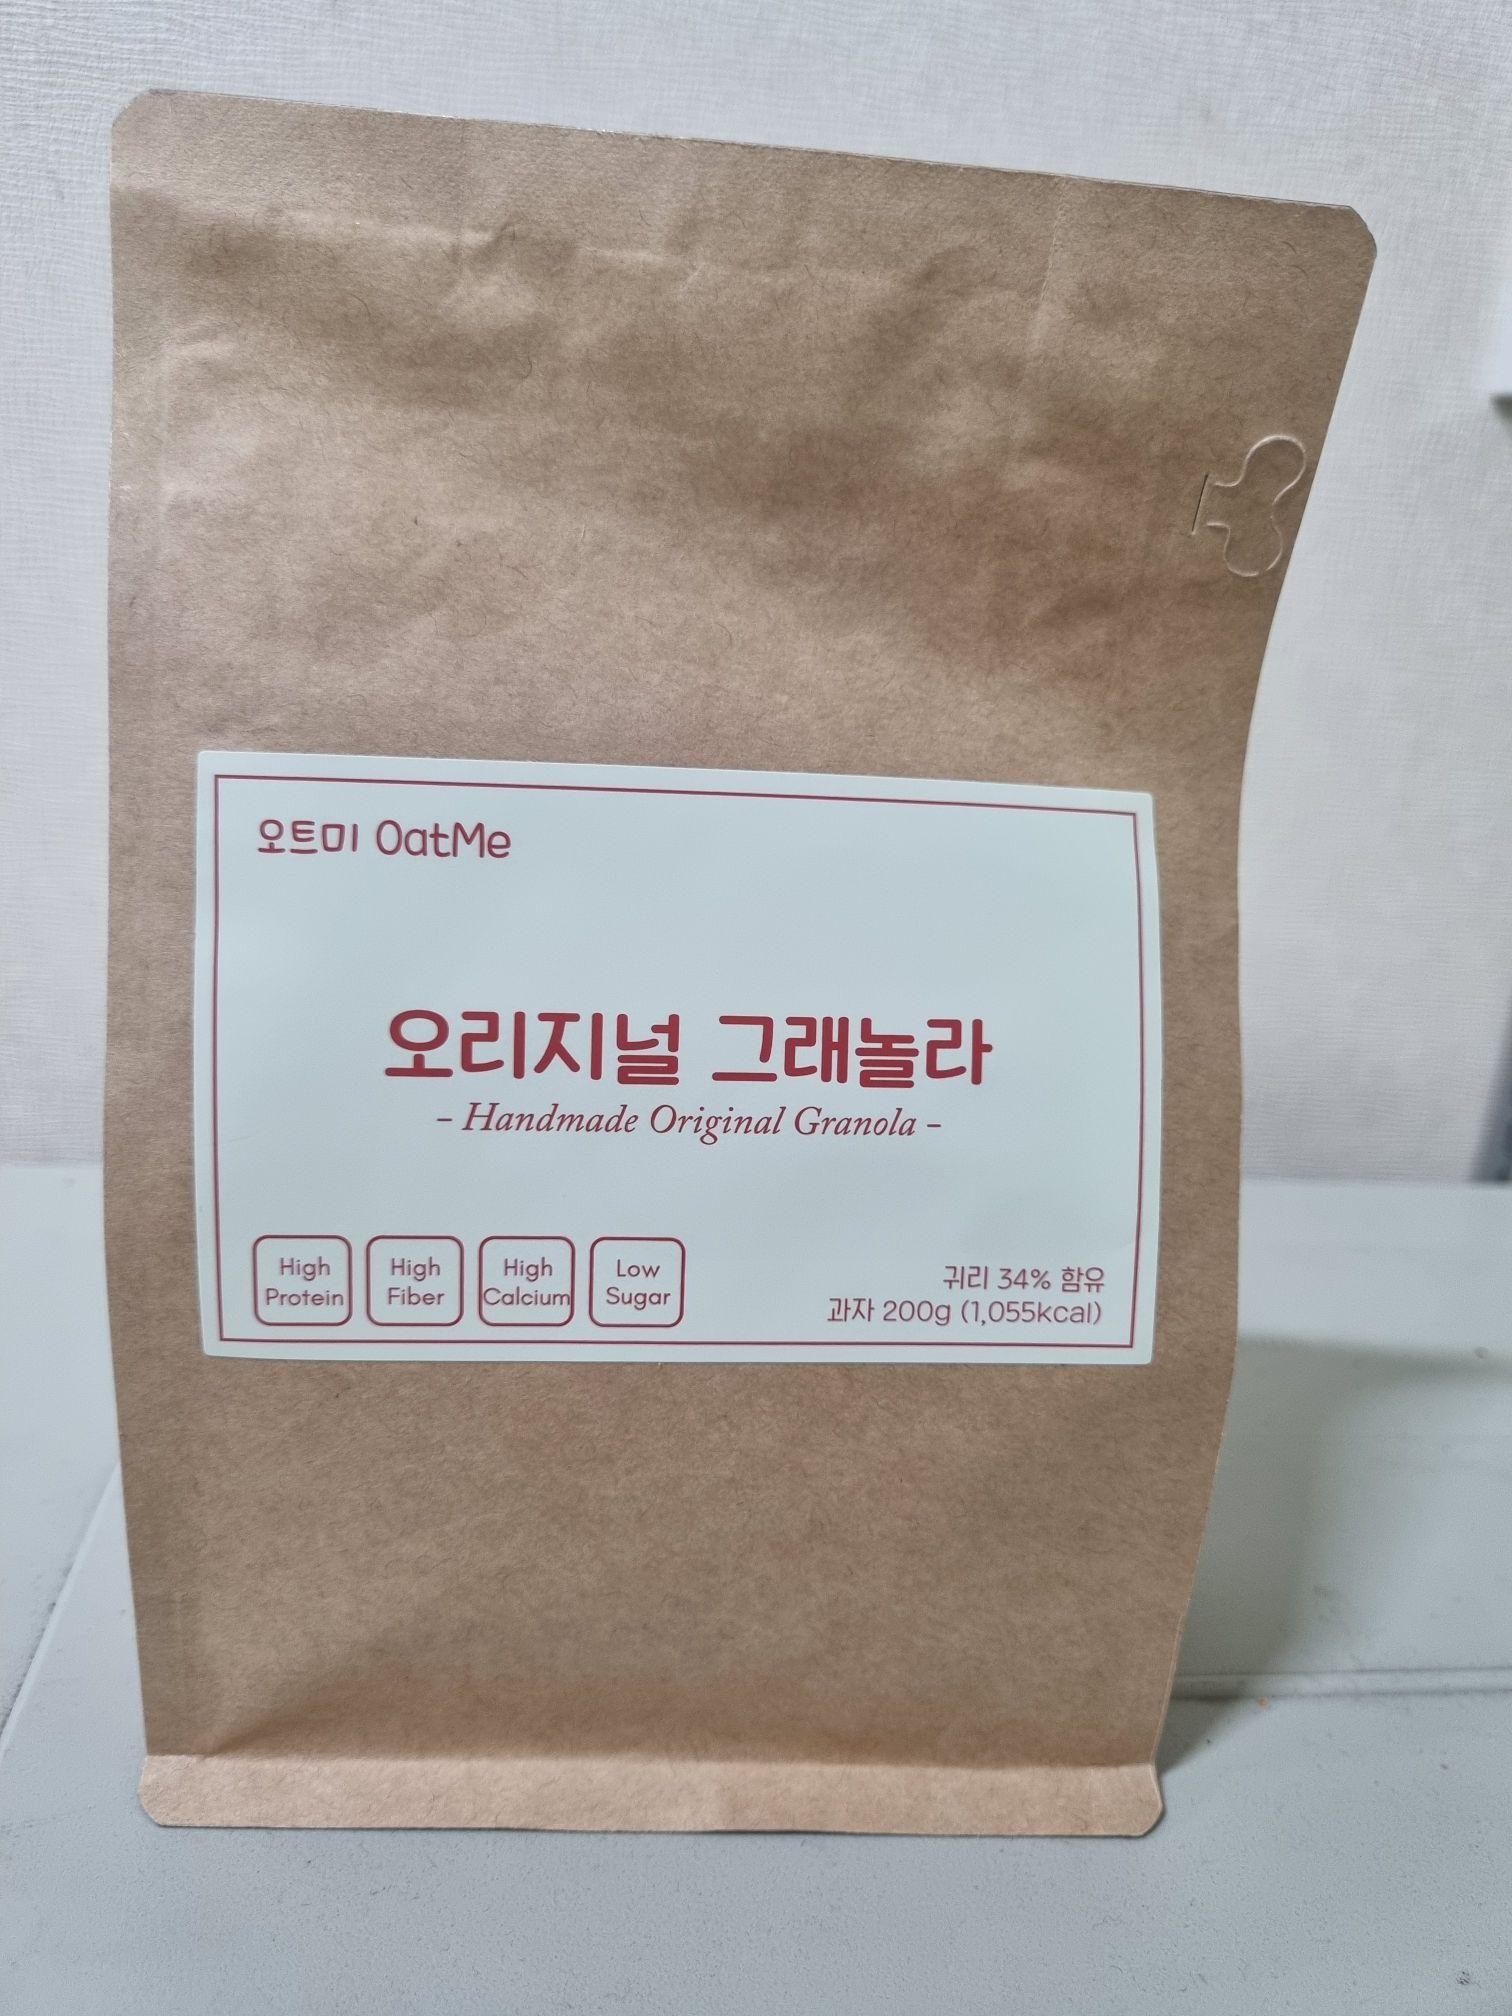 오트미 OatMe
오리지널 그래놀라
- Handmade Original Granola -
High
Protein
High
Fiber
High
Calcium
Low
Sugar
귀리 34% 함유
과자 200g (1,055kcal)